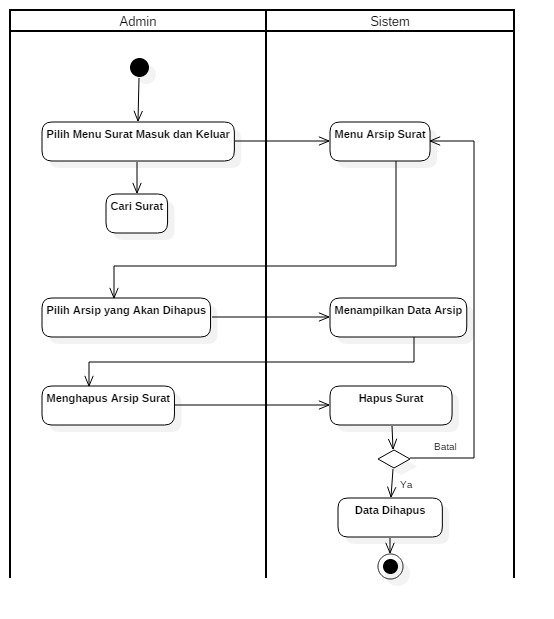 Admin
Sistem
Pilih Menu Surat Masuk dan Keluar
Menu Arsip Surat
Cari Surat
Pilih Arsip yang Akan Dihapus
Menampilkan Data Arsip
Menghapus Arsip Surat
Hapus Surat
Batal
Ya
Data Dihapus